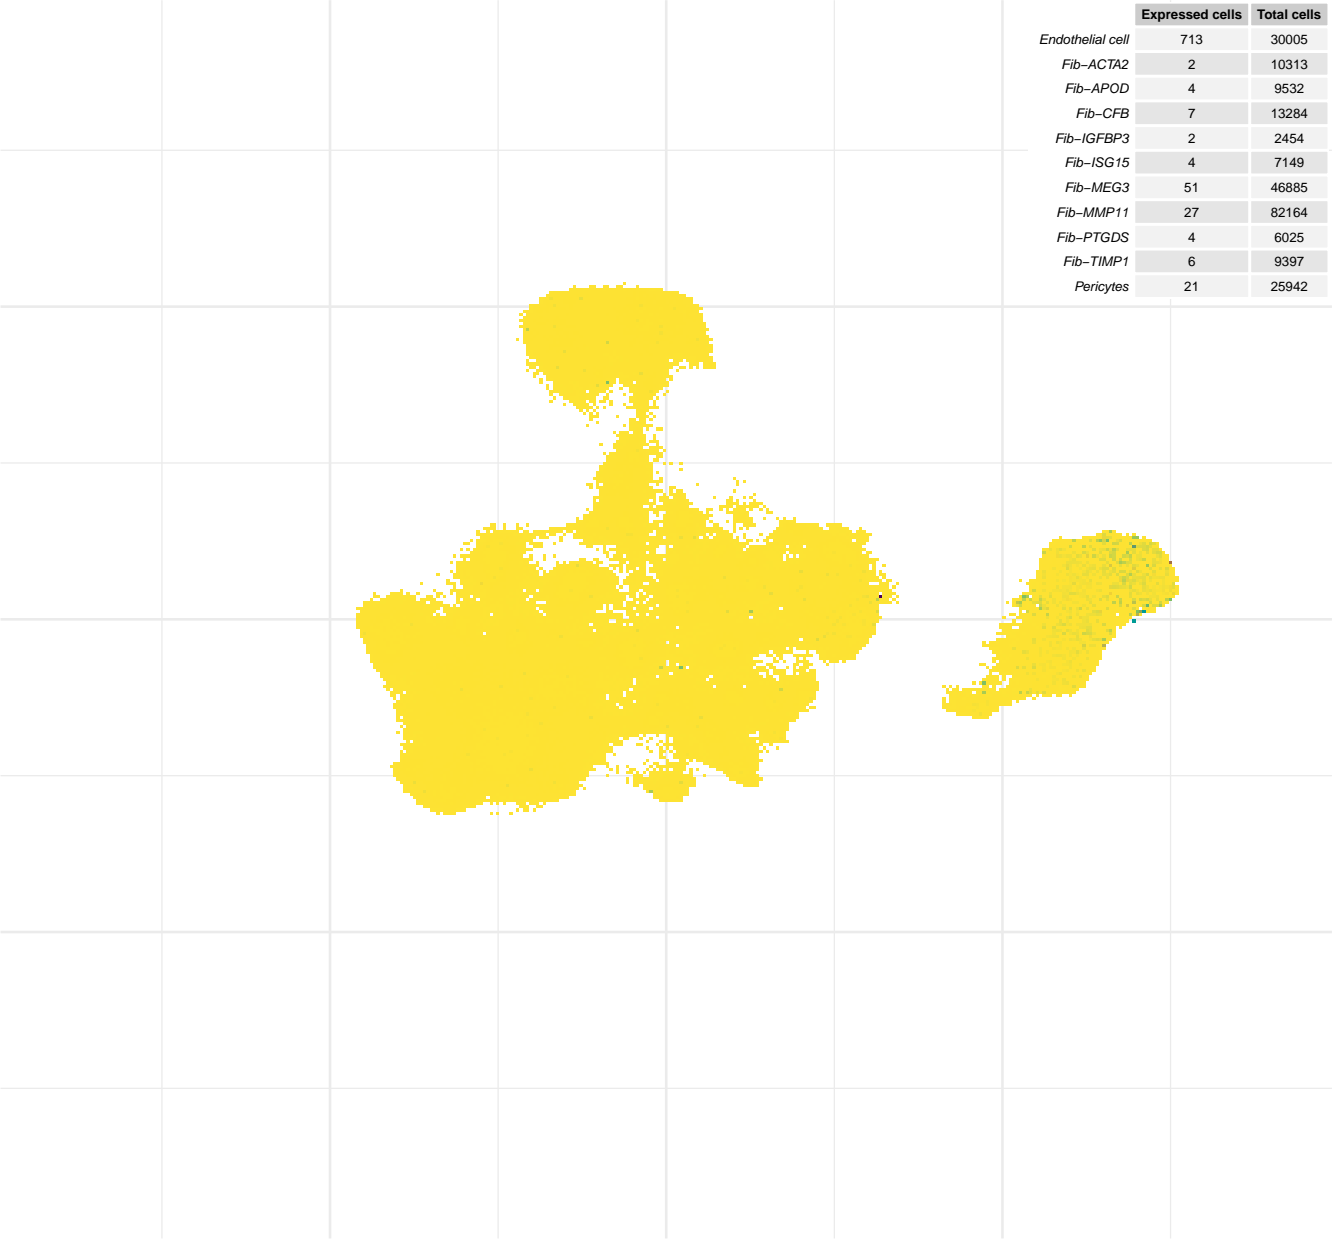 Expressed cells Total cells
Endothelial cell 713 30005
Fib−ACTA2 2 10313
Fib−APOD 4 9532
Fib−CFB 7 13284
Fib−IGFBP3 2 2454
Fib−ISG15 4 7149
Fib−MEG3 51 46885
Fib−MMP11 27 82164
Fib−PTGDS 4 6025
Fib−TIMP1 6 9397
Pericytes 21 25942